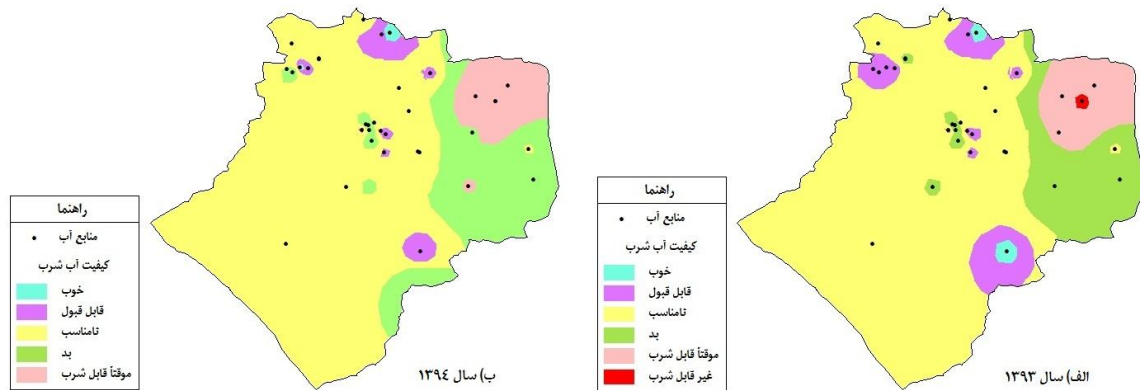 راهنما
منابع آب
کیفیت آب شرب
خوب
قابل قبول
نامناسب
بد
موقتاً قابل شرب
غیر قابل شرب
الف) سال ۱۳۹۳
راهنما
منابع آب
کیفیت آب شرب
خوب
قابل قبول
نامناسب
بد
موقتاً قابل شرب
ب) سال ۱۳۹٤